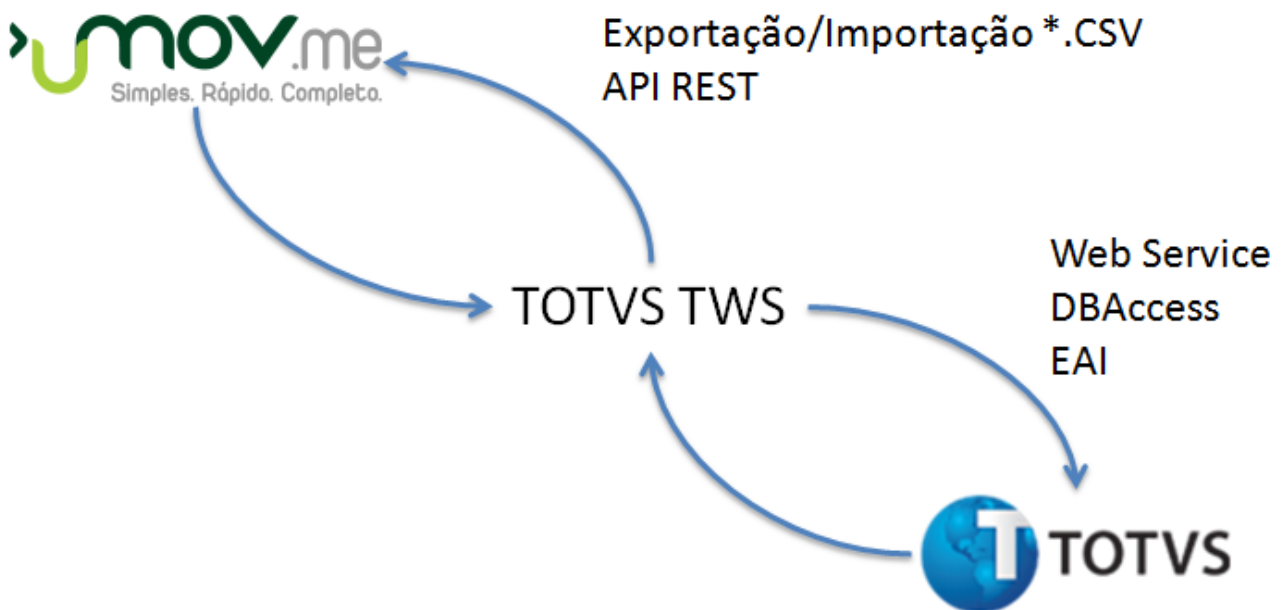 umov.me
Simples. Rápido. Completo.
Exportação/Importação *.CSV
API REST
TOTVS TWS
Web Service
DBAccess
EAI
T TOTVS